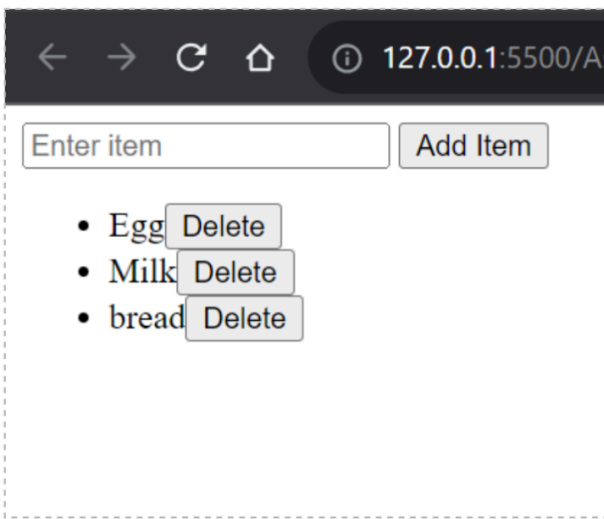 127.0.0.1:5500/A
Enter item Add Item
Egg Delete
Milk Delete
bread Delete